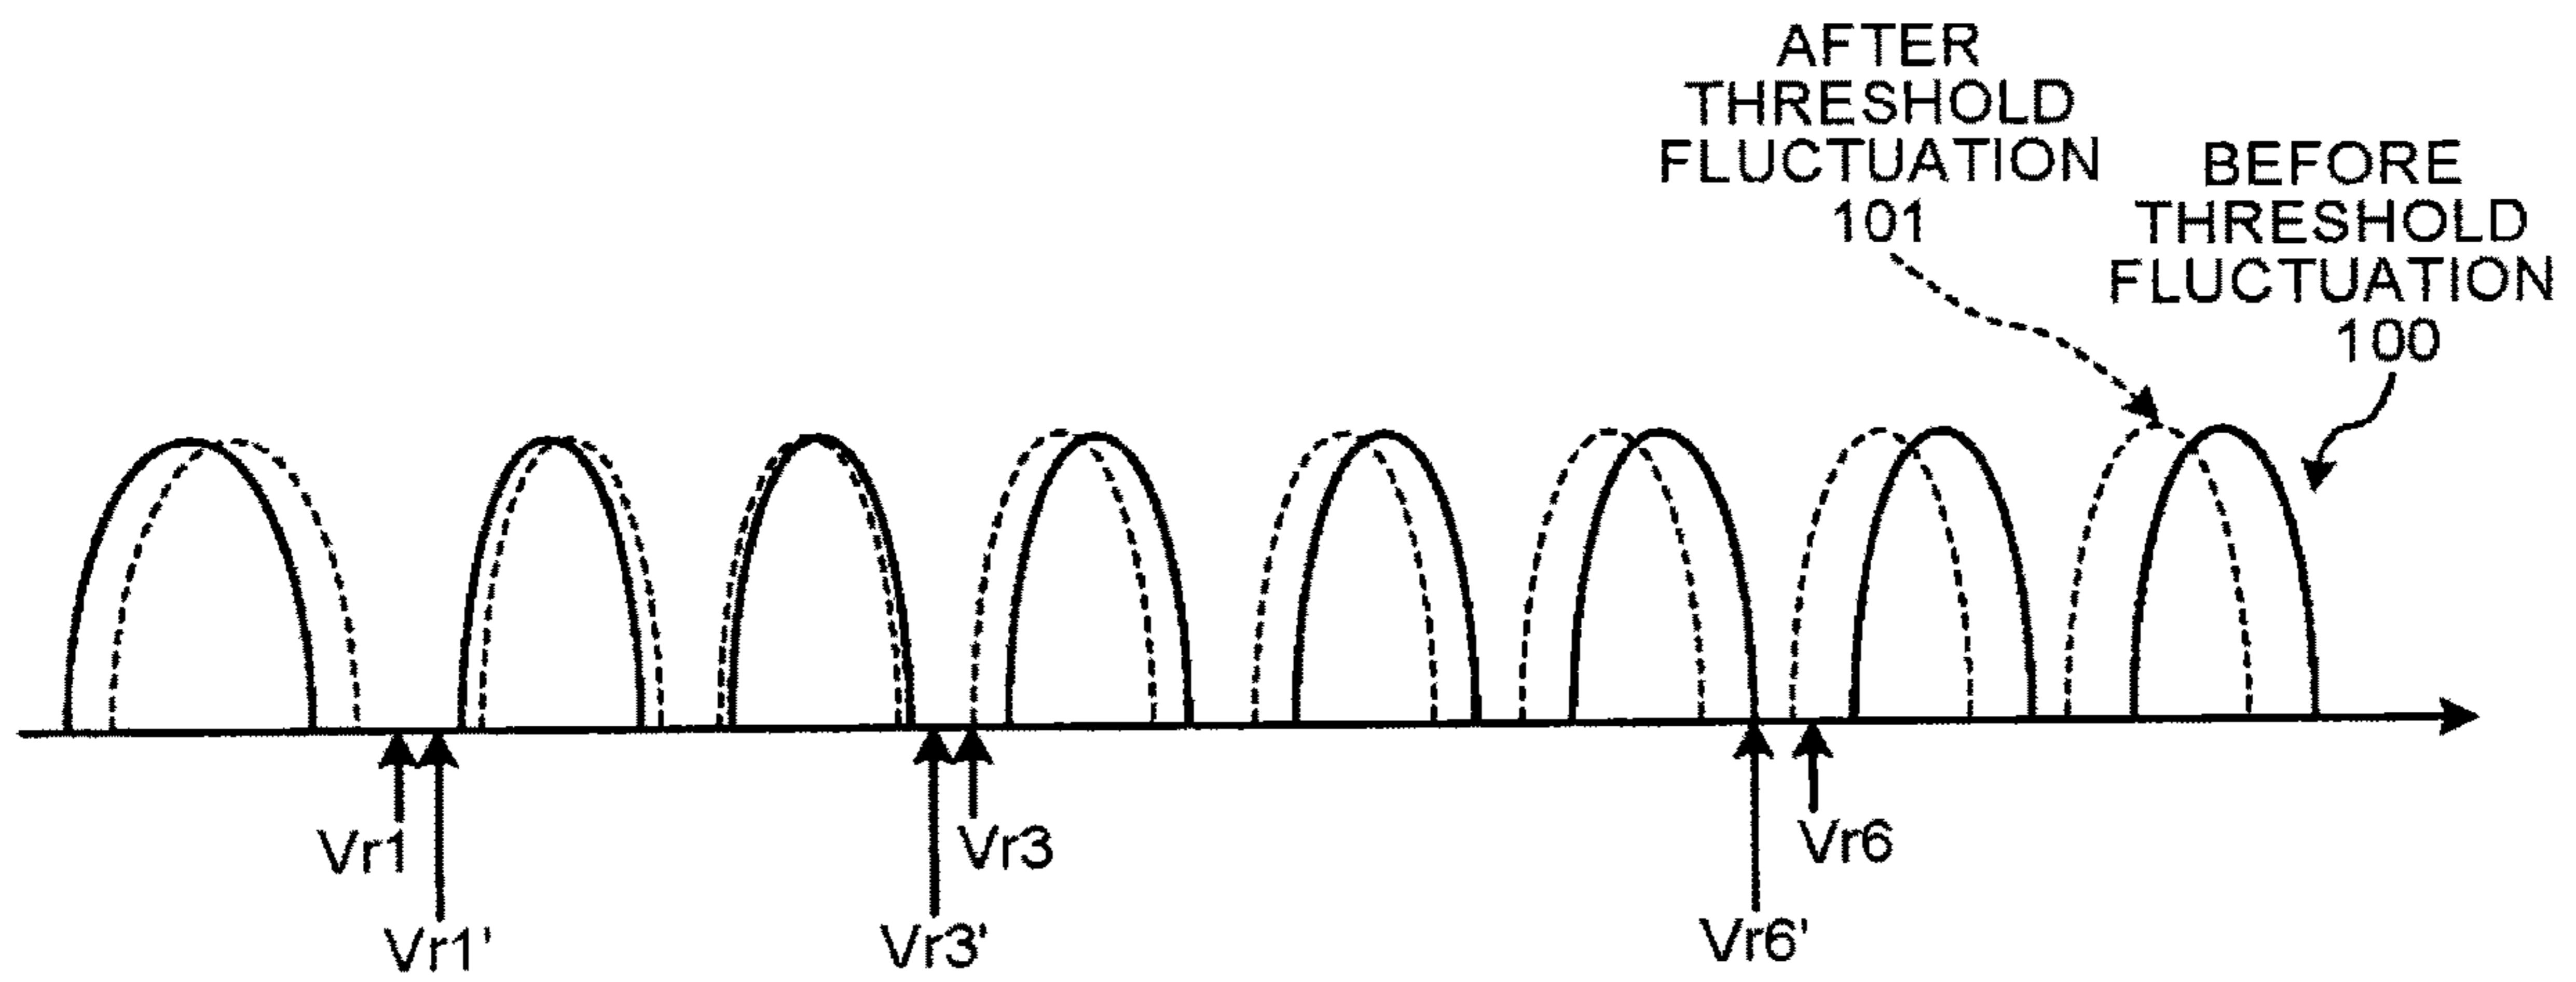 AFTER
THRESHOLD
FLUCTUATION
101
BEFORE
THRESHOLD
FLUCTUATION
100
Vr1
Vr1'
Vr3
Vr3'
Vr6
Vr6'